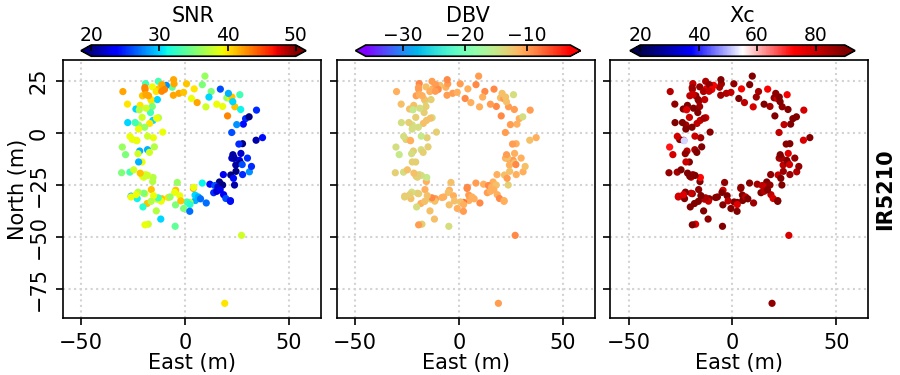 SNR DBV Xc
20 30 40 50 −30 −20 −10 20 40 60 80
25
0
−25
−50
−75
North (m)
IR5210
−50 0 50 −50 0 50 −50 0 50
East (m) East (m) East (m)